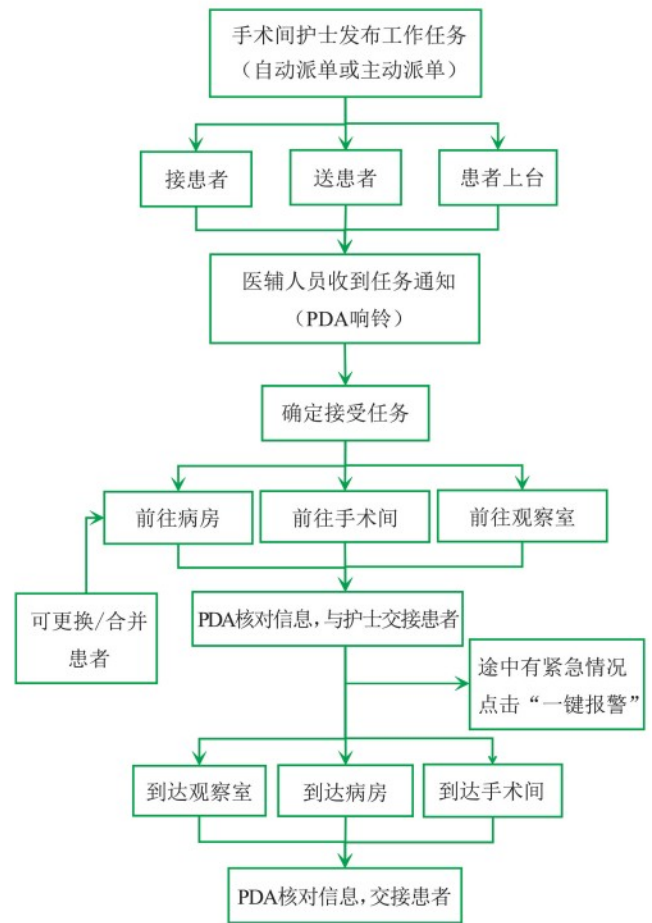 手术间护士发布工作任务
（自动派单或主动派单）
接患者
送患者
患者上台
医辅人员收到任务通知
（PDA响铃）
确定接受任务
前往病房
前往手术间
前往观察室
可更换/合并
患者
PDA核对信息，与护士交接患者
途中有紧急情况
点击“一键报警”
到达观察室
到达病房
到达手术间
PDA核对信息，交接患者